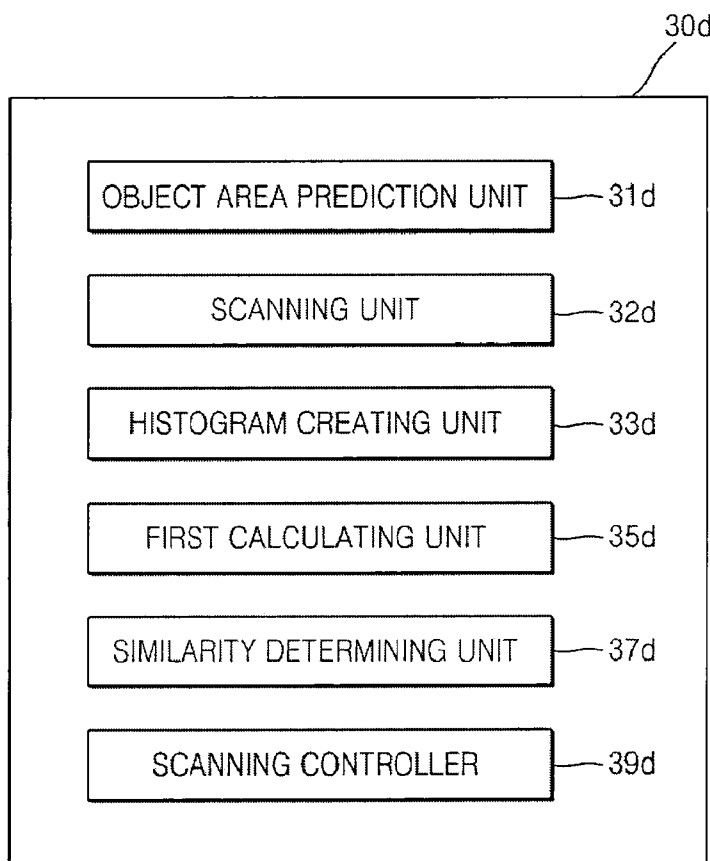 30d
OBJECT AREA PREDICTION UNIT 31d
SCANNING UNIT 32d
HISTOGRAM CREATING UNIT 33d
FIRST CALCULATING UNIT 35d
SIMILARITY DETERMINING UNIT 37d
SCANNING CONTROLLER 39d